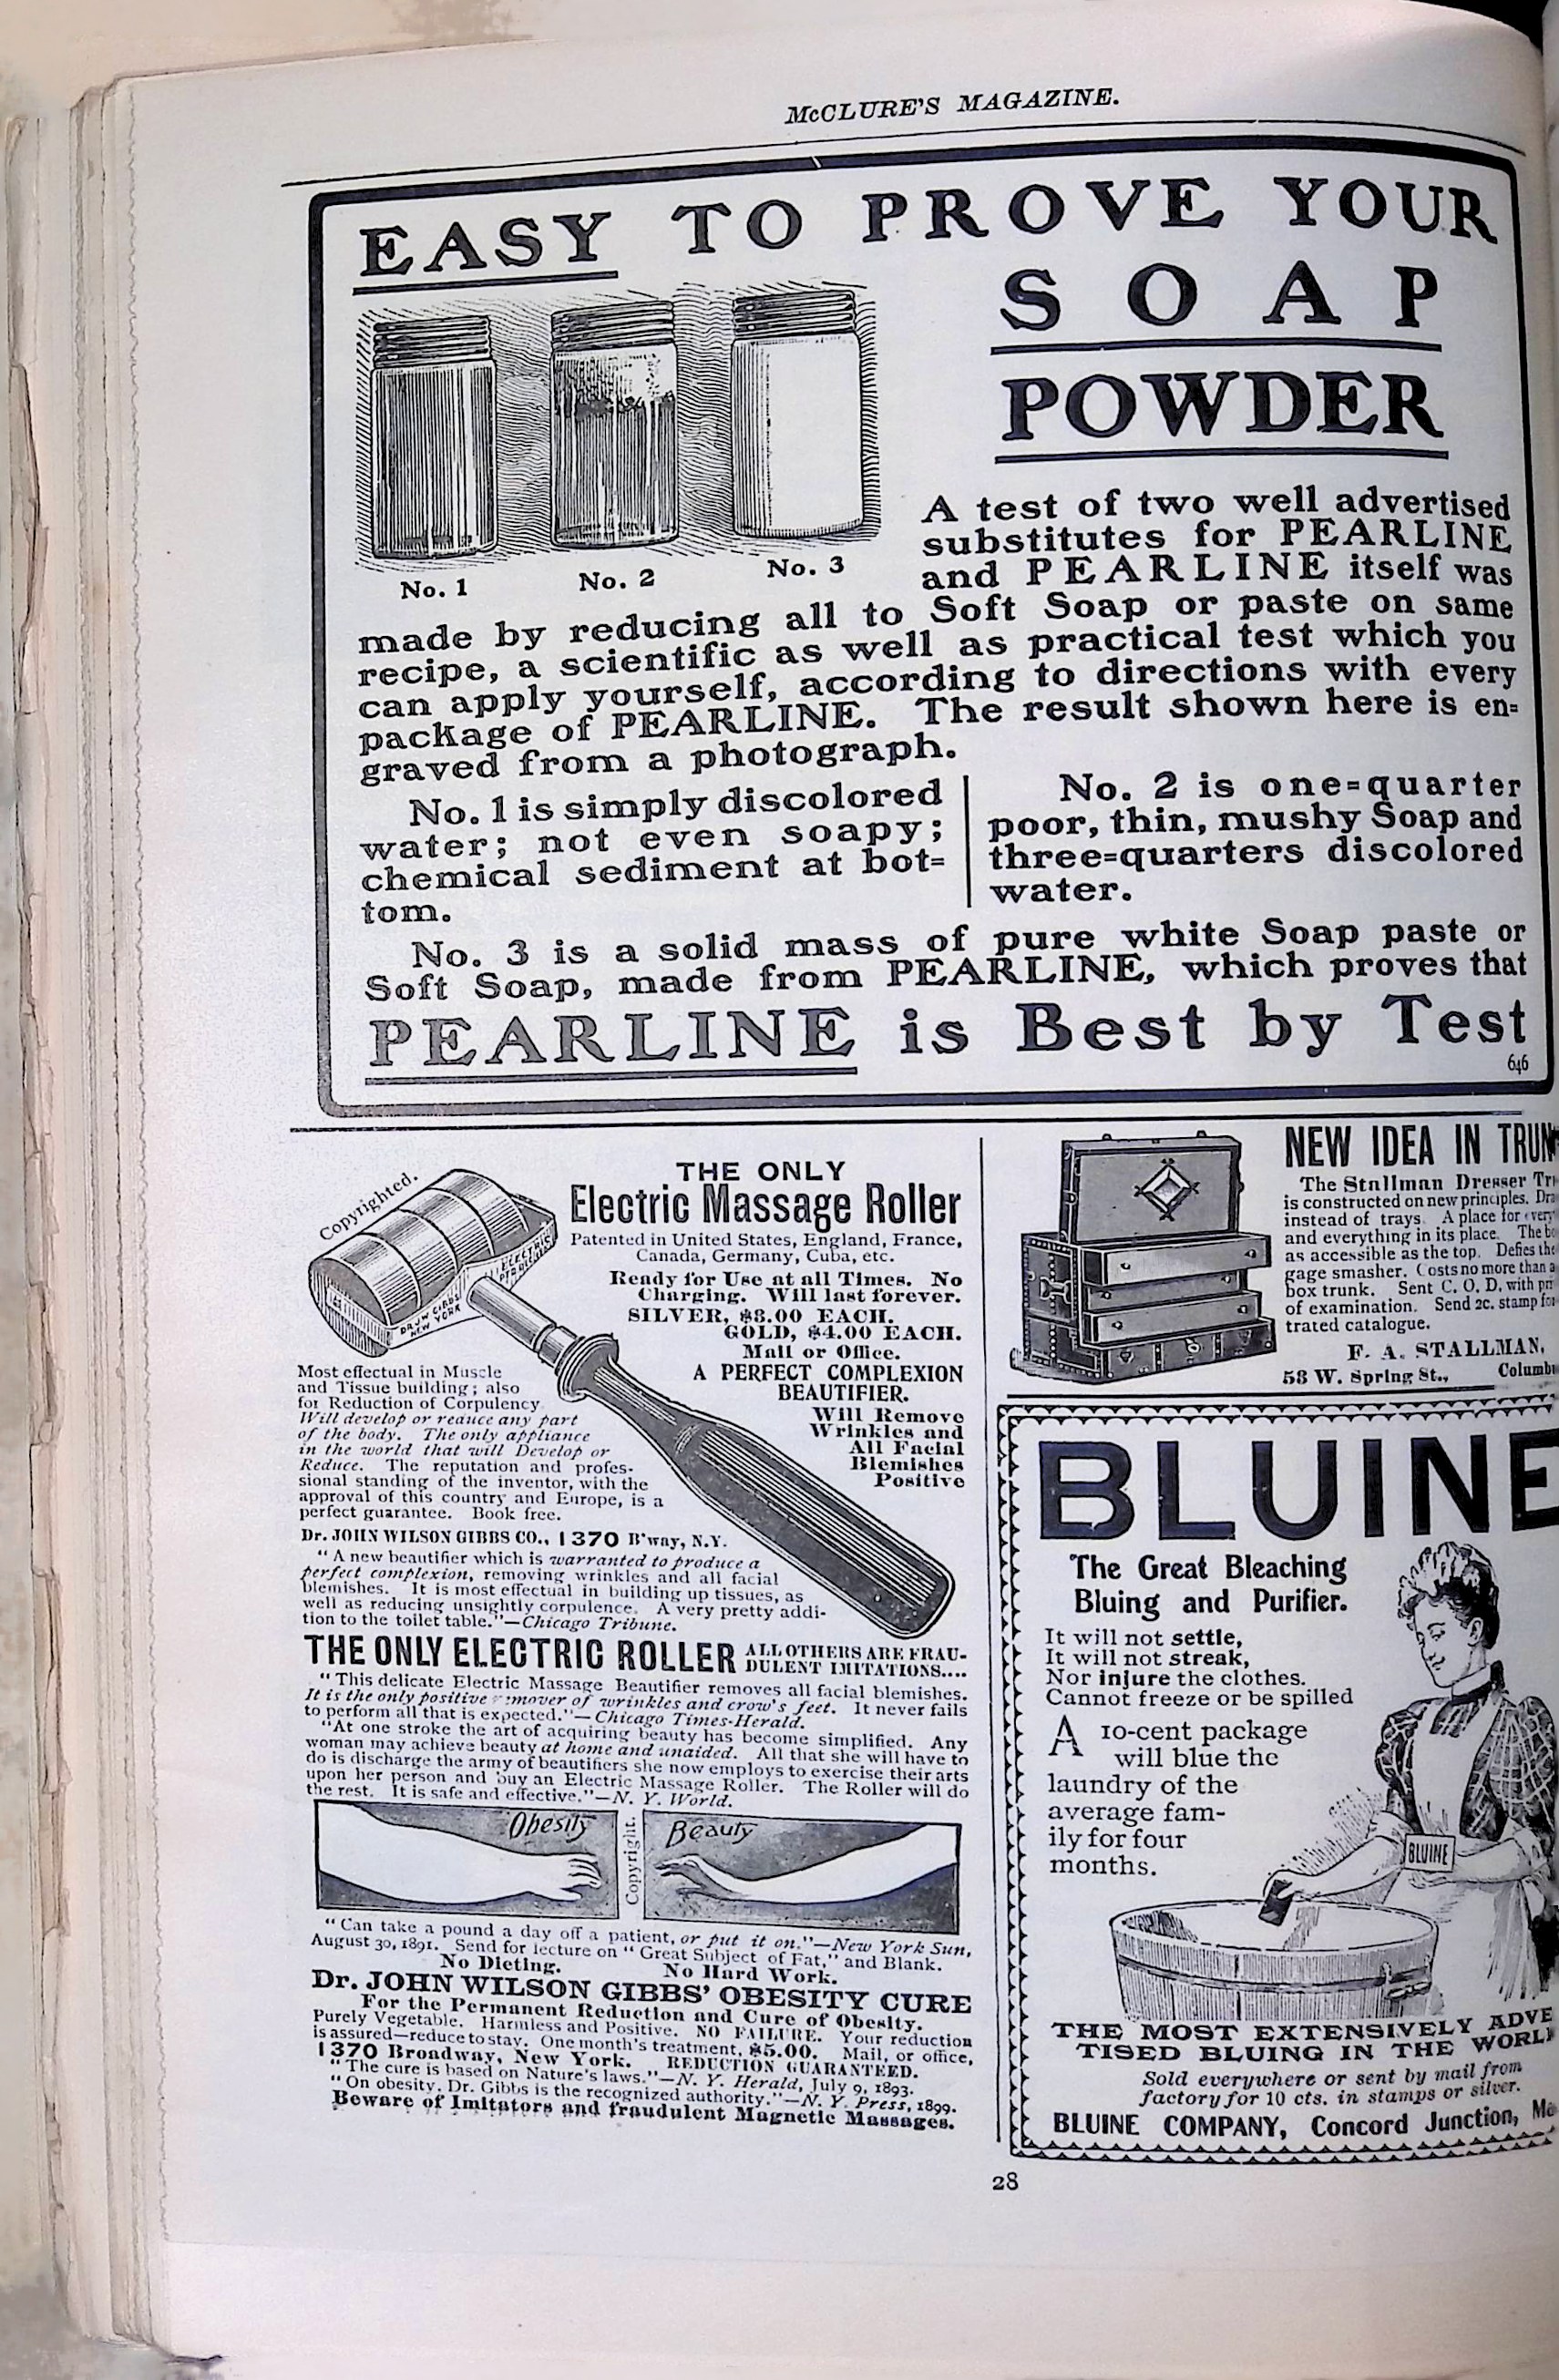 McCLURE'S MAGAZINE.
EASY TO PROVE YOUR
SOAP
POWDER
No. 1
No. 2
No. 3
A test of two well advertised
substitutes for PEARLINE
and PEARLINE itself was
made by reducing all to Soft Soap or paste on same
recipe, a scientific as well as practical test which you
can apply yourself, according to directions with every
package of PEARLINE. The result shown here is en=
graved from a photograph.
No. 1 is simply discolored
water; not even soapy;
chemical sediment at bot=
tom.
No. 2 is one=quarter
poor, thin, mushy Soap and
three=quarters discolored
water.
No. 3 is a solid mass of pure white Soap paste or
Soft Soap, made from PEARLINE, which proves that
PEARLINE is Best by Test
646
Copyrighted.
THE ONLY
Electric Massage Roller
Patented in United States, England, France,
Canada, Germany, Cuba, etc.
Ready for Use at all Times. No
Charging. Will last forever.
SILVER, $3.00 EACH.
GOLD, $4.00 EACH.
Mail or Office.
A PERFECT COMPLEXION
BEAUTIFIER.
Will Remove
Wrinkles and
All Facial
Blemishes
Positive
ELECTRIC
DR. J. W. GIBBS
NEW YORK
Most effectual in Muscle
and Tissue building; also
for Reduction of Corpulency
Will develop or reduce any part
of the body. The only appliance
in the world that will Develop or
Reduce. The reputation and profes-
sional standing of the inventor, with the
approval of this country and Europe, is a
perfect guarantee. Book free.
Dr. JOHN WILSON GIBBS CO., 1370 B'way, N.Y.
"A new beautifier which is warranted to produce a
perfect complexion, removing wrinkles and all facial
blemishes. It is most effectual in building up tissues, as
well as reducing unsightly corpulence. A very pretty addi-
tion to the toilet table."—Chicago Tribune.
THE ONLY ELECTRIC ROLLER ALL OTHERS ARE FRAU-
DULENT IMITATIONS....
"This delicate Electric Massage Beautifier removes all facial blemishes.
It is the only positive remover of wrinkles and crow's feet. It never fails
to perform all that is expected."—Chicago Times-Herald.
"At one stroke the art of acquiring beauty has become simplified. Any
woman may achieve beauty at home and unaided. All that she will have to
do is discharge the army of beautifiers she now employs to exercise their arts
upon her person and buy an Electric Massage Roller. The Roller will do
the rest. It is safe and effective."—N. Y. World.
Obesity
Copyright.
Beauty
"Can take a pound a day off a patient, or put it on."—New York Sun,
August 30, 1891. Send for lecture on "Great Subject of Fat," and Blank.
No Dieting. No Hard Work.
Dr. JOHN WILSON GIBBS' OBESITY CURE
For the Permanent Reduction and Cure of Obesity.
Purely Vegetable. Harmless and Positive. NO FAILURE. Your reduction
is assured—reduce to stay. One month's treatment, $5.00. Mail, or office,
1370 Broadway, New York. REDUCTION GUARANTEED.
"The cure is based on Nature's laws."—N. Y. Herald, July 9, 1893.
"On obesity, Dr. Gibbs is the recognized authority."—N. Y. Press, 1899.
Beware of Imitators and fraudulent Magnetic Massages.
NEW IDEA IN TRUN
The Stallman Dresser Tr
is constructed on new principles. Dra
instead of trays. A place for every
and everything in its place. The bo
as accessible as the top. Defies the
gage smasher. Costs no more than a
box trunk. Sent C. O. D. with pri
of examination. Send 2c. stamp for
trated catalogue.
F. A. STALLMAN,
53 W. Spring St., Columb
BLUINE
The Great Bleaching
Bluing and Purifier.
It will not settle,
It will not streak,
Nor injure the clothes.
Cannot freeze or be spilled
A 10-cent package
will blue the
laundry of the
average fam-
ily for four
months.
BLUINE
THE MOST EXTENSIVELY ADVE
TISED BLUING IN THE WORL
Sold everywhere or sent by mail from
factory for 10 cts. in stamps or silver.
BLUINE COMPANY, Concord Junction, Ma
28